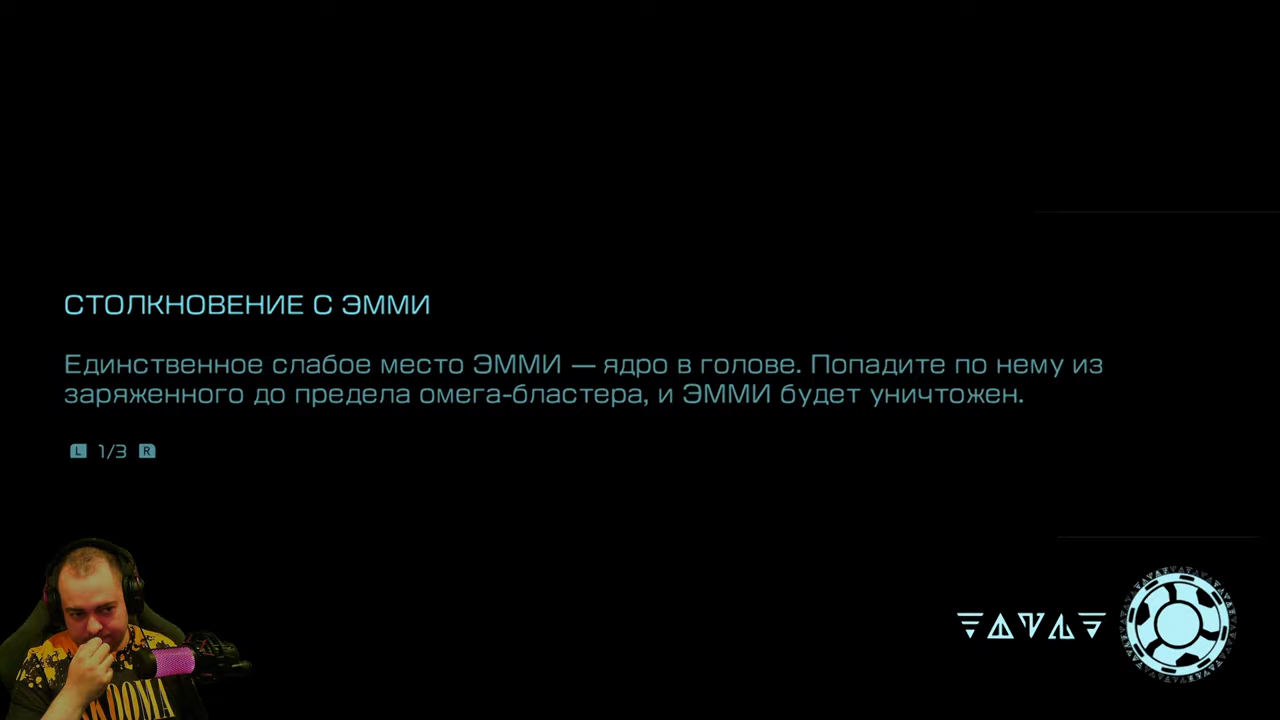 СТОЛКНОВЕНИЕ С ЭММИ
Единственное слабое место ЭММИ — ядро в голове. Попадите по нему из
заряженного до предела омега-бластера, и ЭММИ будет уничтожен.
L 1/3 R
DOMA